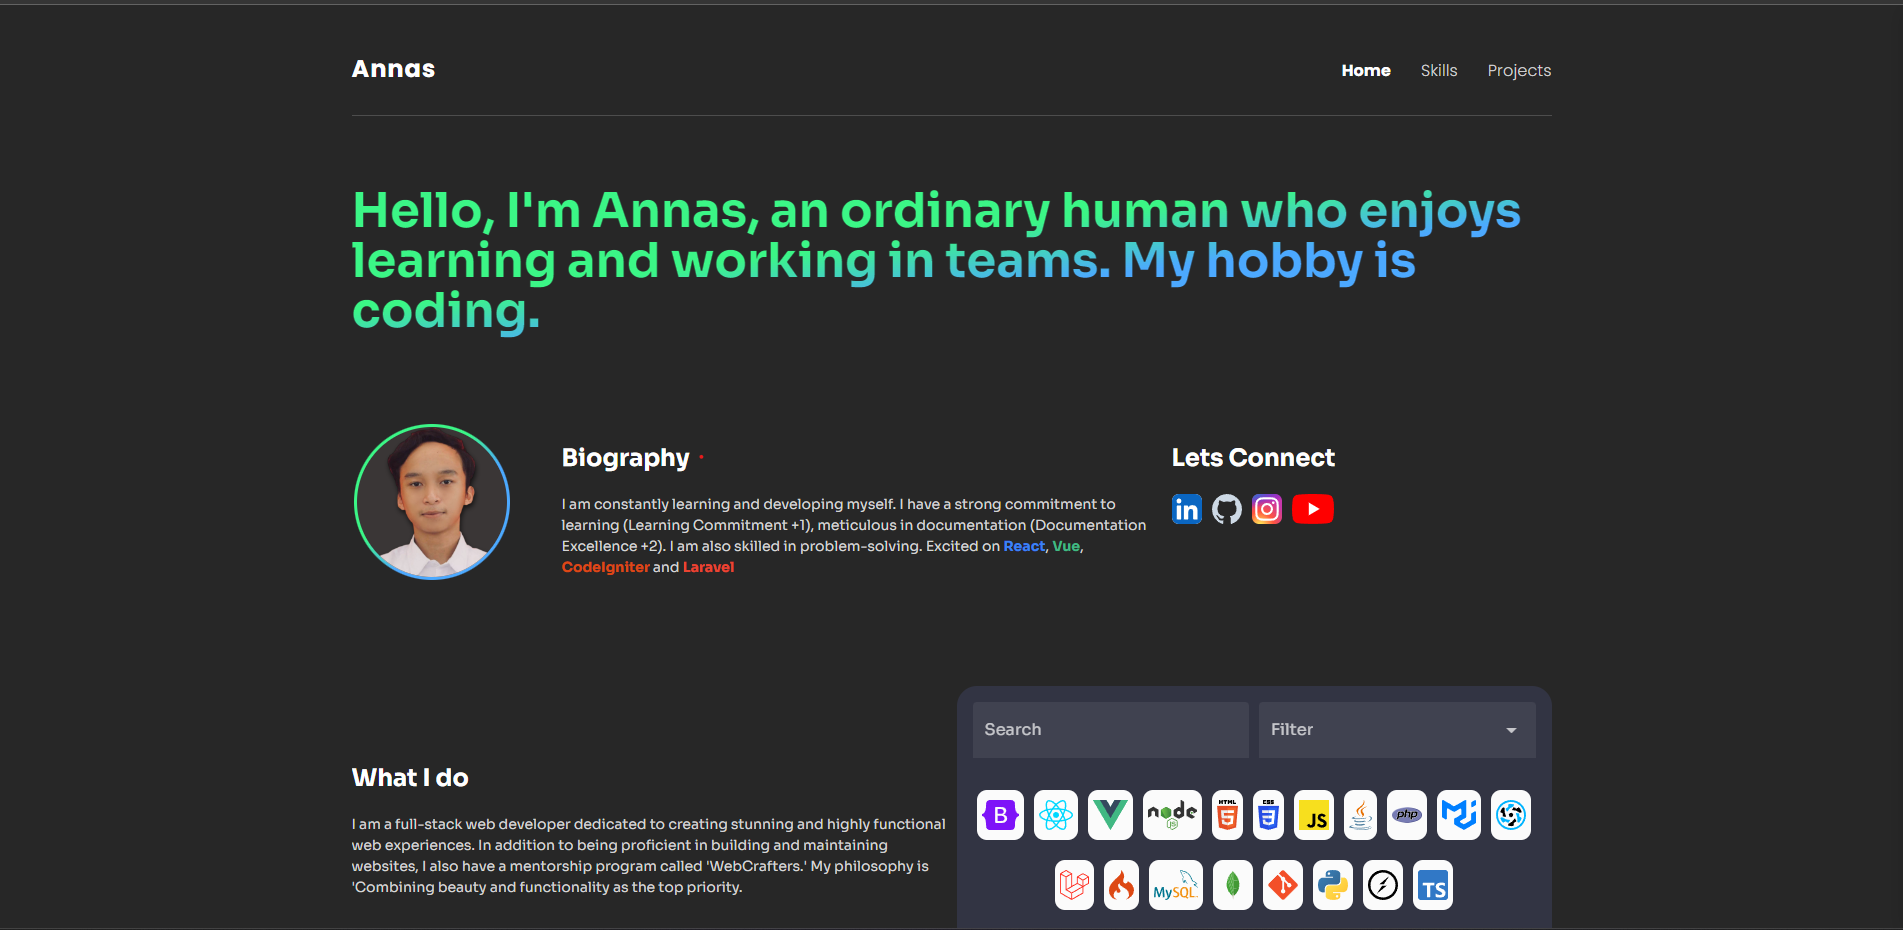 Annas
Home Skills Projects
Hello, I'm Annas, an ordinary human who enjoys
learning and working in teams. My hobby is
coding.
Biography
I am constantly learning and developing myself. I have a strong commitment to
learning (Learning Commitment +1), meticulous in documentation (Documentation
Excellence +2). I am also skilled in problem-solving. Excited on React, Vue,
CodeIgniter and Laravel
Lets Connect
in
What I do
I am a full-stack web developer dedicated to creating stunning and highly functional
web experiences. In addition to being proficient in building and maintaining
websites, I also have a mentorship program called 'WebCrafters.' My philosophy is
'Combining beauty and functionality as the top priority.
Search
Filter
B
node
JS
HTML
5
CSS
3
JS
php
MySQL
TS